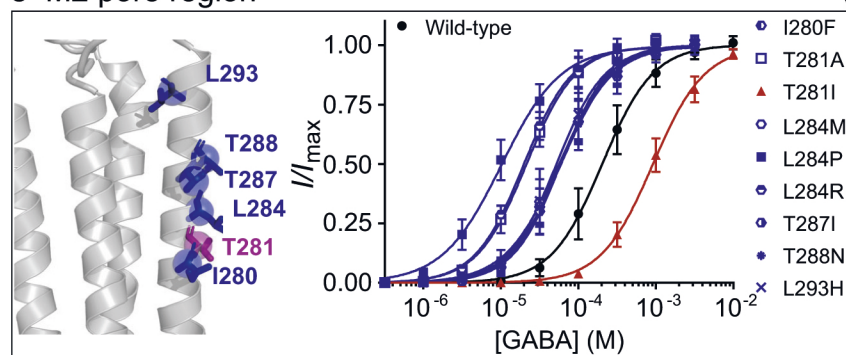 L293
T288
T287
L284
T281
I280
I/Imax
1.00
0.75
0.50
0.25
0.00
Wild-type
10-6
10-5
10-4
10-3
10-2
[GABA] (M)
I280F
T281A
T281I
L284M
L284P
L284R
T287I
T288N
L293H